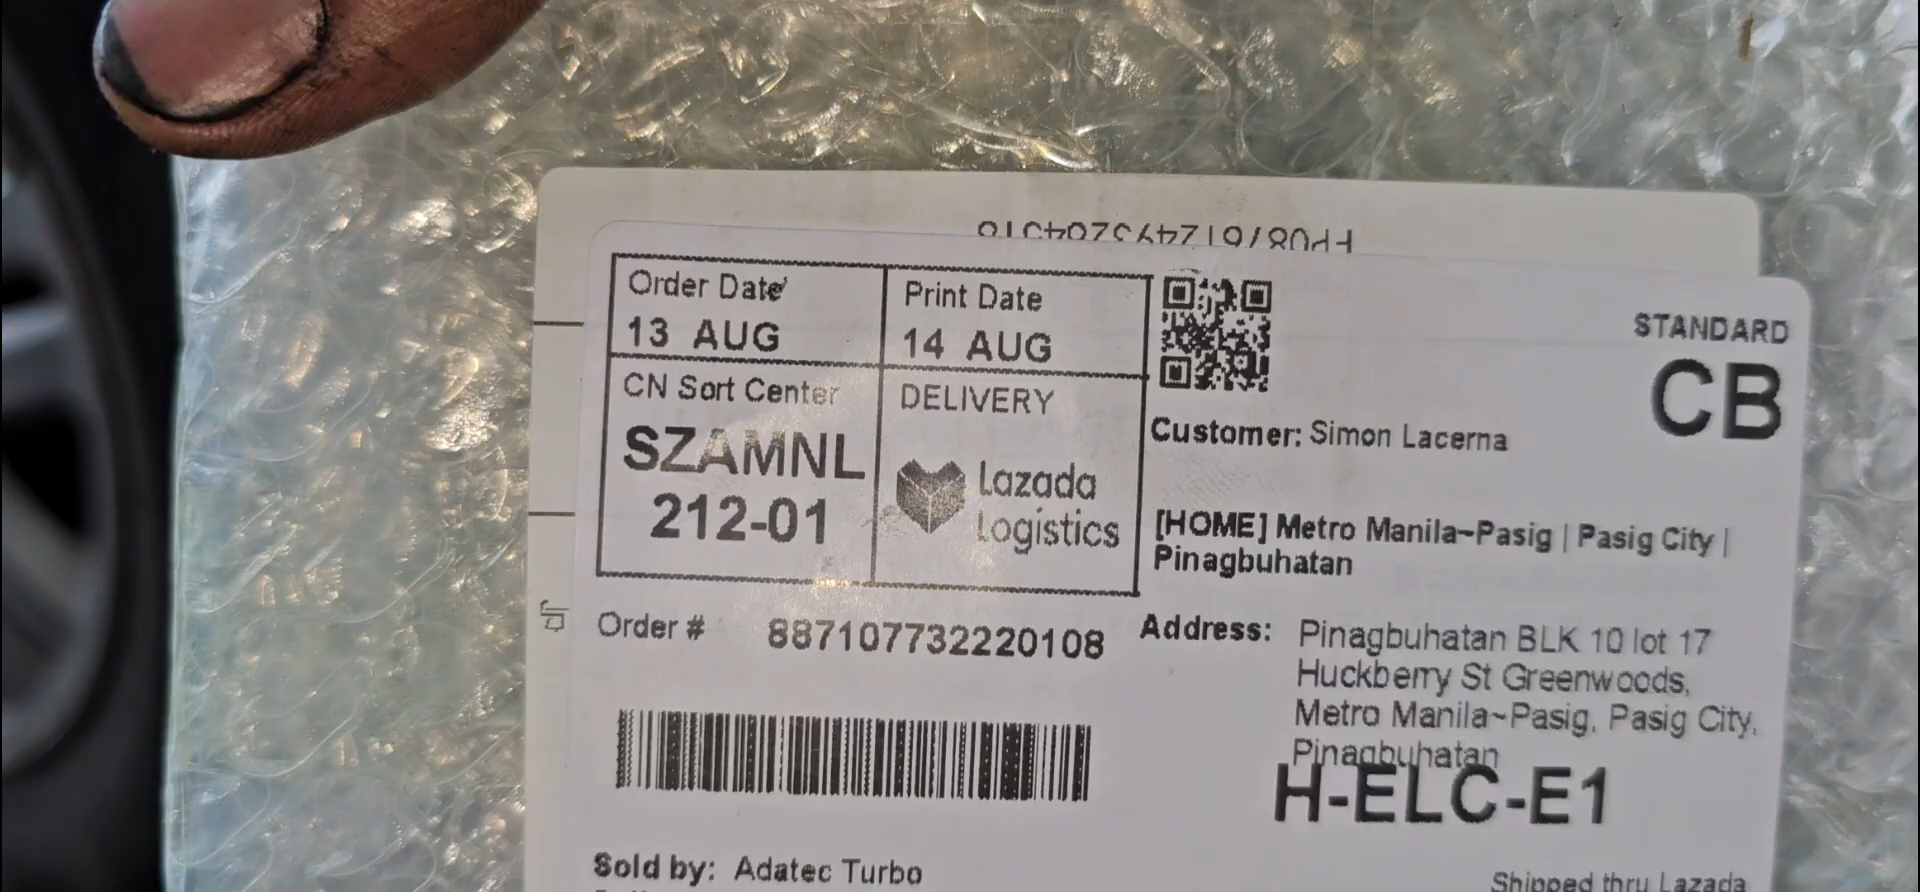 Order Date
13 AUG
Print Date
14 AUG
CN Sort Center
SZAMNL
212-01
DELIVERY
Lazada
Logistics
STANDARD
CB
Customer: Simon Lacerna
[HOME] Metro Manila~Pasig | Pasig City |
Pinagbuhatan
Order # 887107732220108
Address: Pinagbuhatan BLK 10 lot 17
Huckberry St Greenwoods,
Metro Manila~Pasig, Pasig City,
Pinagbuhatan
H-ELC-E1
Sold by: Adatec Turbo
Shipped thru Lazada